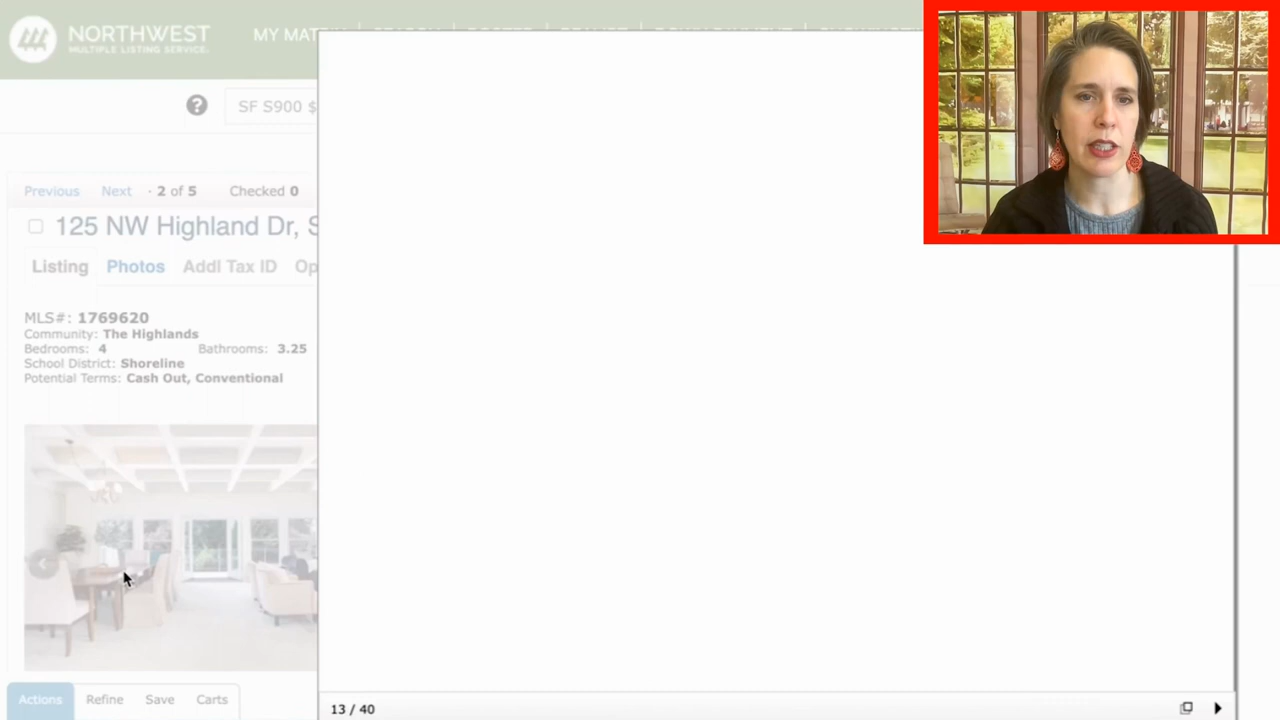 NORTHWEST
MULTIPLE LISTING SERVICE
MY MAT
? SF S900 $
Previous Next · 2 of 5 Checked 0
125 NW Highland Dr, S
Listing Photos Addl Tax ID Op
MLS#: 1769620
Community: The Highlands
Bedrooms: 4 Bathrooms: 3.25
School District: Shoreline
Potential Terms: Cash Out, Conventional
Actions Refine Save Carts
13 / 40